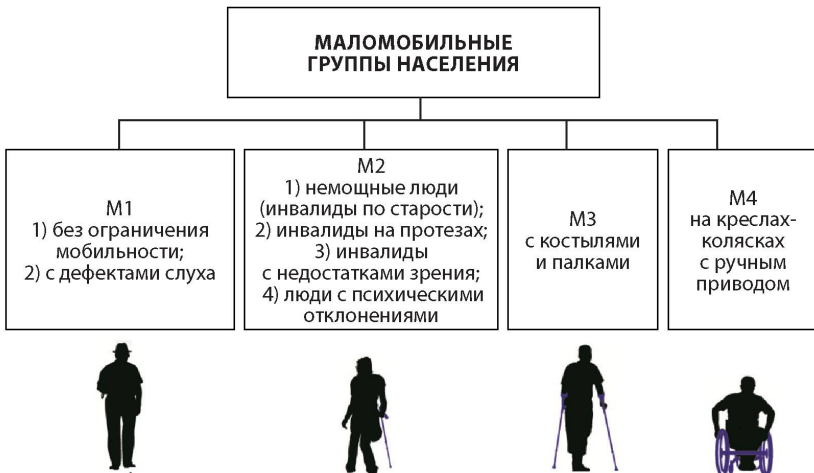 МАЛОМОБИЛЬНЫЕ
ГРУППЫ НАСЕЛЕНИЯ
М1
1) без ограничения
мобильности;
2) с дефектами слуха
М2
1) немощные люди
(инвалиды по старости);
2) инвалиды на протезах;
3) инвалиды
с недостатками зрения;
4) люди с психическими
отклонениями
М3
с костылями
и палками
М4
на креслах-
колясках
с ручным
приводом